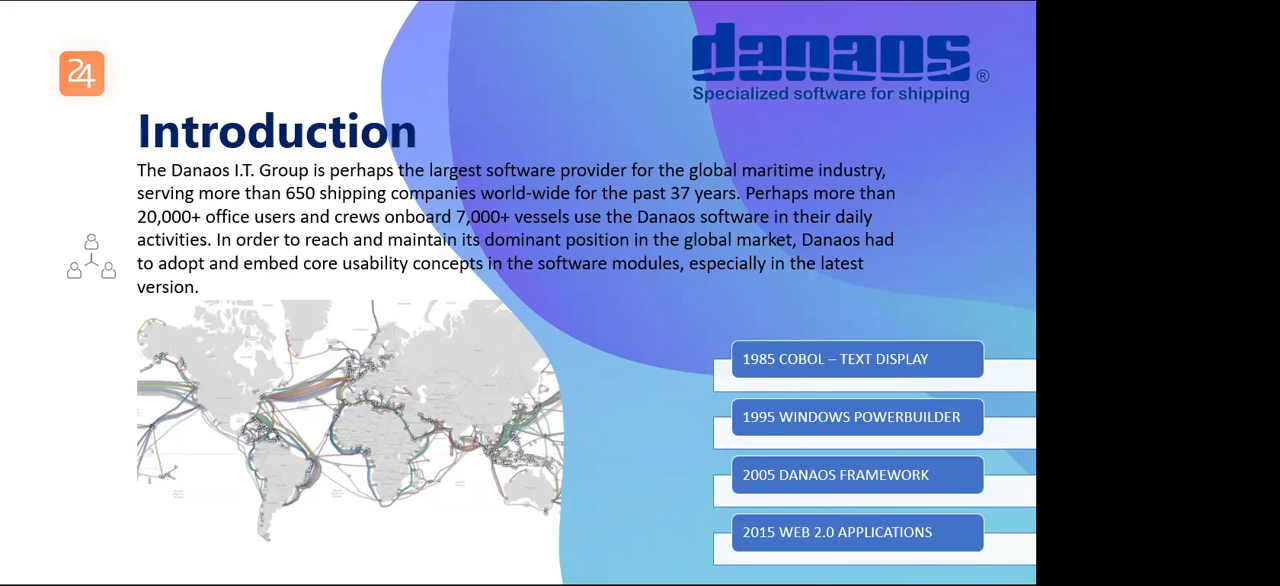 24
danaos
®
Specialized software for shipping
Introduction
The Danaos I.T. Group is perhaps the largest software provider for the global maritime industry,
serving more than 650 shipping companies world-wide for the past 37 years. Perhaps more than
20,000+ office users and crews onboard 7,000+ vessels use the Danaos software in their daily
activities. In order to reach and maintain its dominant position in the global market, Danaos had
to adopt and embed core usability concepts in the software modules, especially in the latest
version.
1985 COBOL – TEXT DISPLAY
1995 WINDOWS POWERBUILDER
2005 DANAOS FRAMEWORK
2015 WEB 2.0 APPLICATIONS